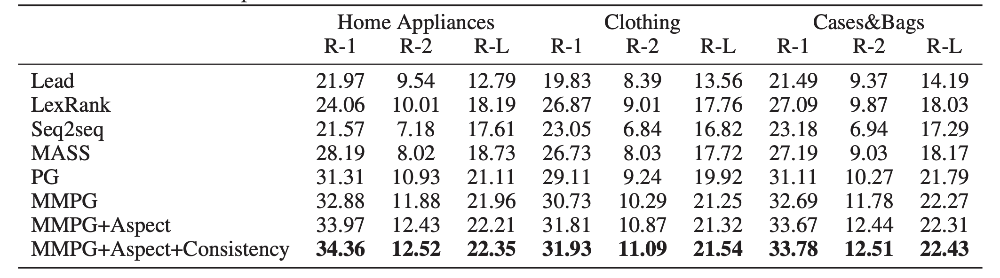 Home Appliances Clothing Cases&Bags
R-1 R-2 R-L R-1 R-2 R-L R-1 R-2 R-L
Lead 21.97 9.54 12.79 19.83 8.39 13.56 21.49 9.37 14.19
LexRank 24.06 10.01 18.19 26.87 9.01 17.76 27.09 9.87 18.03
Seq2seq 21.57 7.18 17.61 23.05 6.84 16.82 23.18 6.94 17.29
MASS 28.19 8.02 18.73 26.73 8.03 17.72 27.19 9.03 18.17
PG 31.31 10.93 21.11 29.11 9.24 19.92 31.11 10.27 21.79
MMPG 32.88 11.88 21.96 30.73 10.29 21.25 32.69 11.78 22.27
MMPG+Aspect 33.97 12.43 22.21 31.81 10.87 21.32 33.67 12.44 22.31
MMPG+Aspect+Consistency 34.36 12.52 22.35 31.93 11.09 21.54 33.78 12.51 22.43